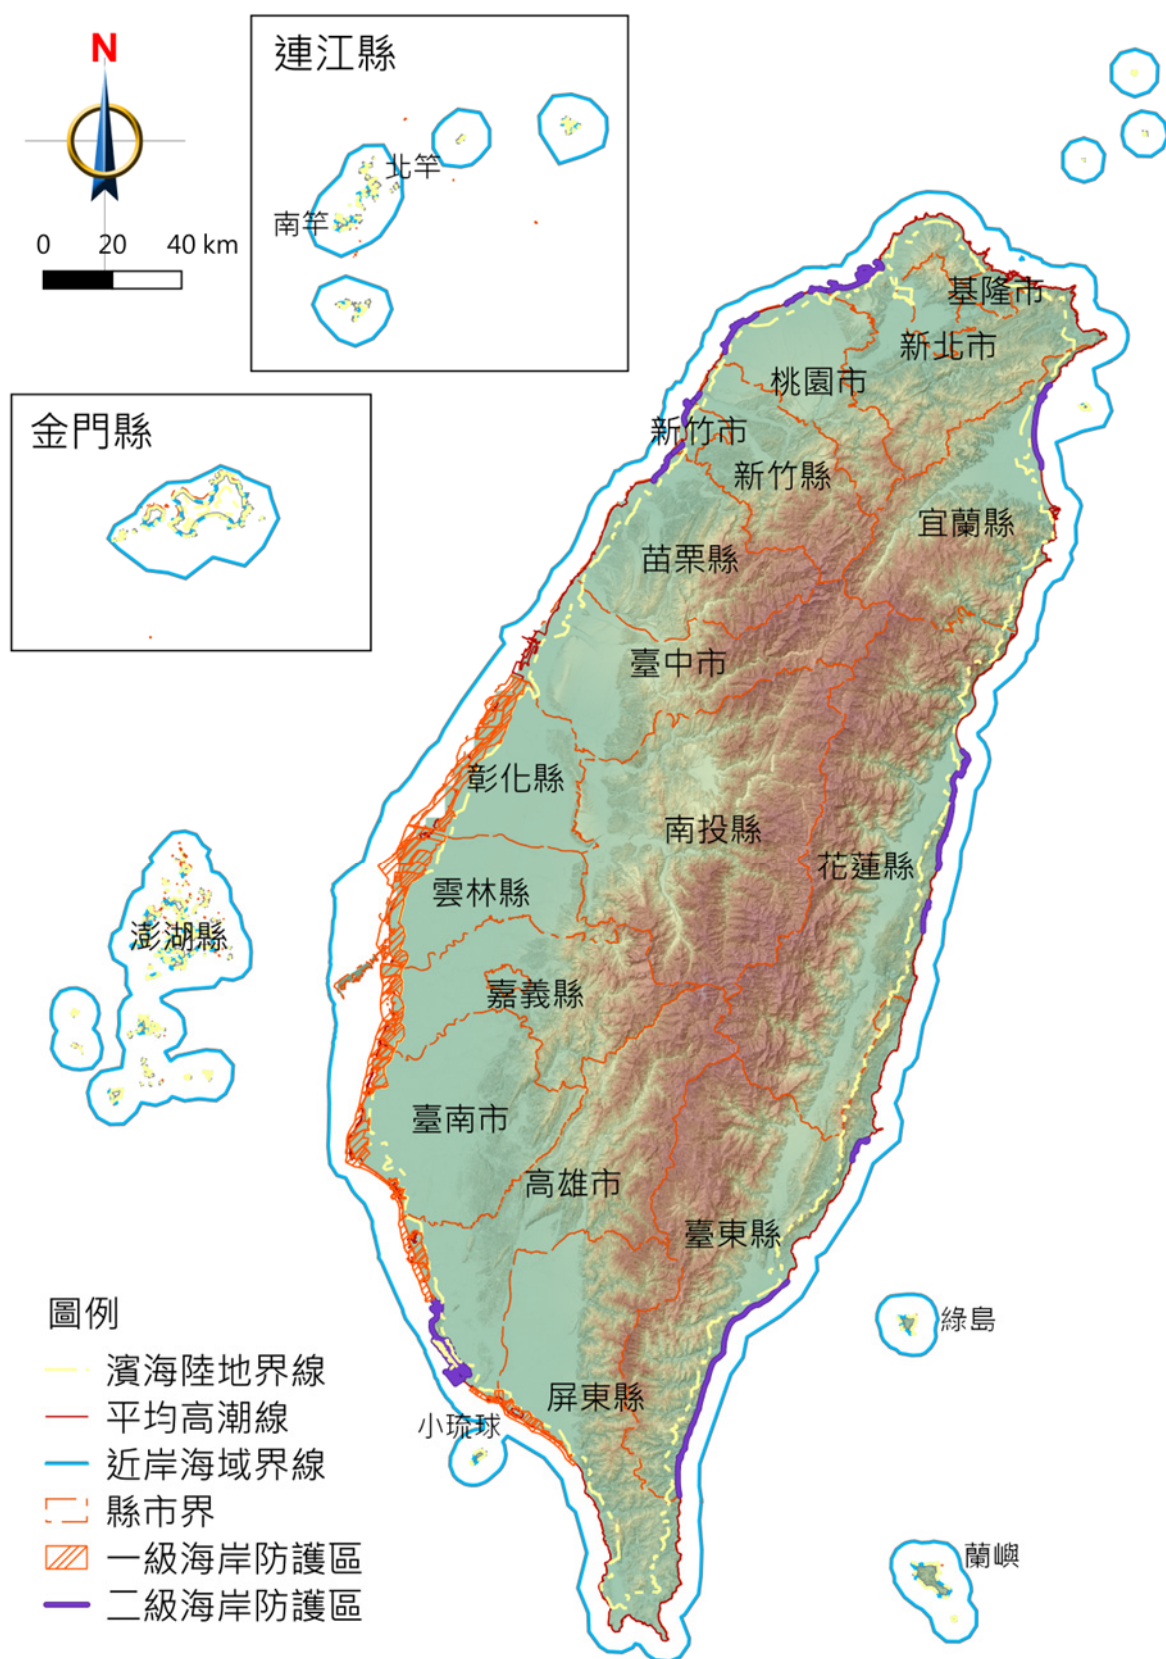 連江縣
N
北竿
南竿
0 20 40 km
基隆市
新北市
桃園市
金門縣
新竹市
新竹縣
宜蘭縣
苗栗縣
臺中市
彰化縣
南投縣
花蓮縣
雲林縣
澎湖縣
嘉義縣
臺南市
高雄市
臺東縣
綠島
屏東縣
小琉球
蘭嶼
圖例
濱海陸地界線
平均高潮線
近岸海域界線
縣市界
一級海岸防護區
二級海岸防護區